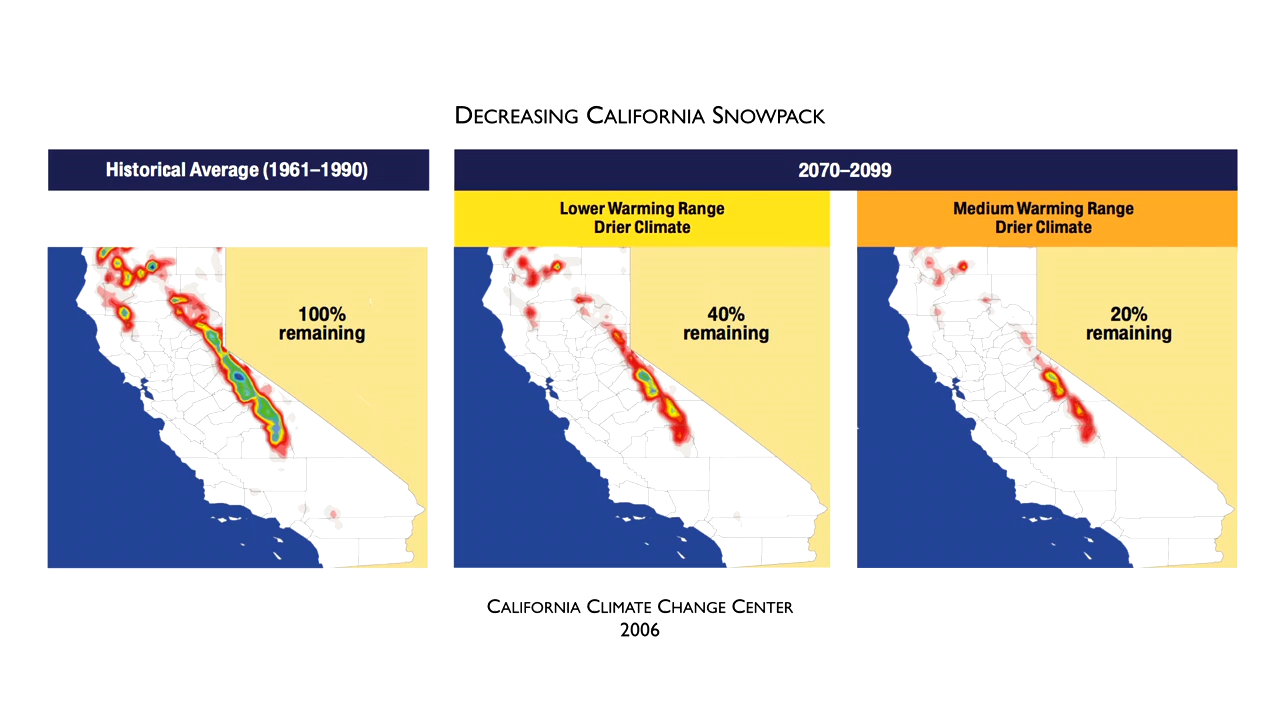 DECREASING CALIFORNIA SNOWPACK
Historical Average (1961–1990)
2070–2099
Lower Warming Range
Drier Climate
Medium Warming Range
Drier Climate
100%
remaining
40%
remaining
20%
remaining
CALIFORNIA CLIMATE CHANGE CENTER
2006